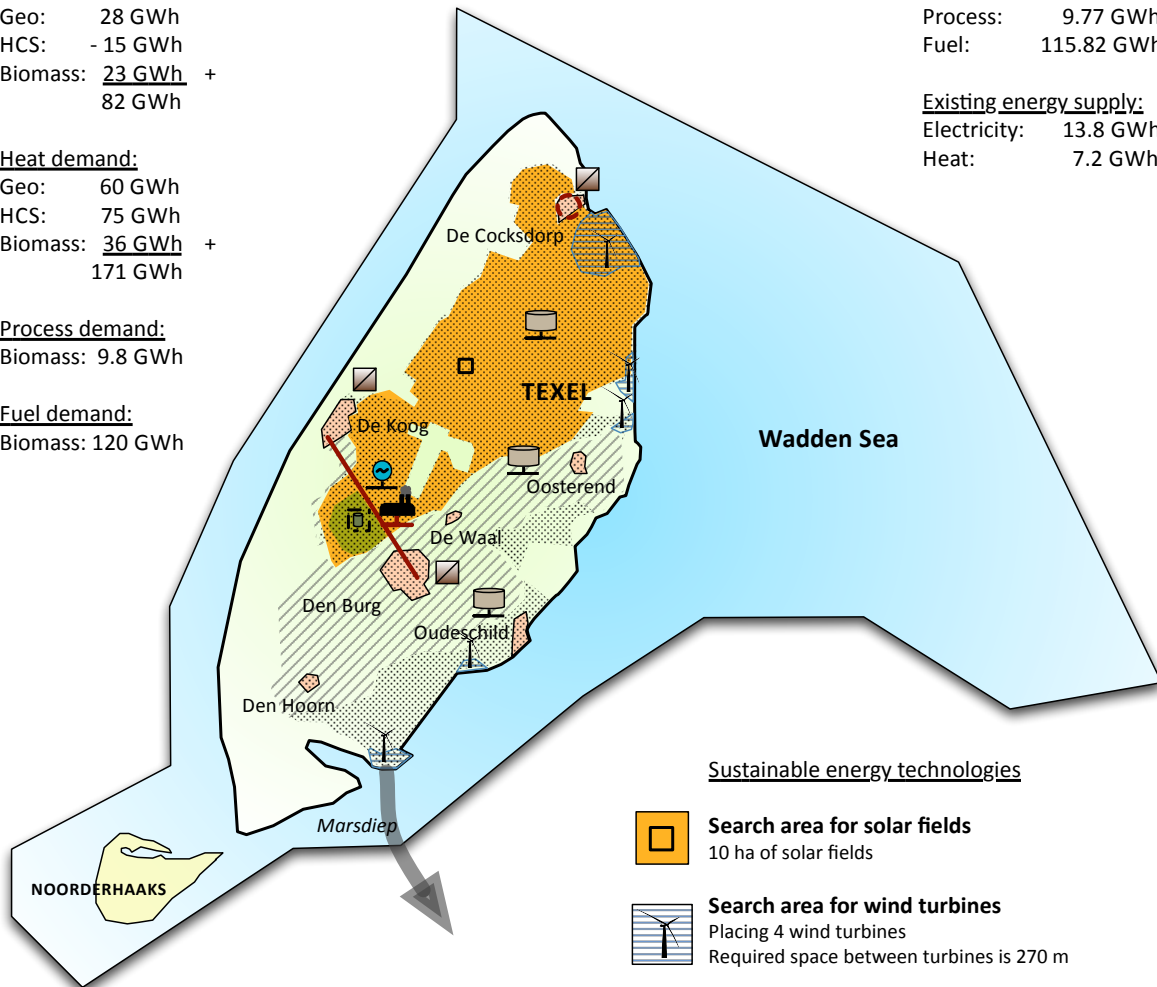 Geo: 28 GWh
HCS: - 15 GWh
Biomass: 23 GWh +
82 GWh
Heat demand:
Geo: 60 GWh
HCS: 75 GWh
Biomass: 36 GWh +
171 GWh
Process demand:
Biomass: 9.8 GWh
Fuel demand:
Biomass: 120 GWh
Process: 9.77 GWh
Fuel: 115.82 GWh
Existing energy supply:
Electricity: 13.8 GWh
Heat: 7.2 GWh
De Cocksdorp
TEXEL
De Koog
Wadden Sea
Oosterend
De Waal
Den Burg
Oudeschild
Den Hoorn
Marsdiep
NOORDERHAAKS
Sustainable energy technologies
Search area for solar fields
10 ha of solar fields
Search area for wind turbines
Placing 4 wind turbines
Required space between turbines is 270 m